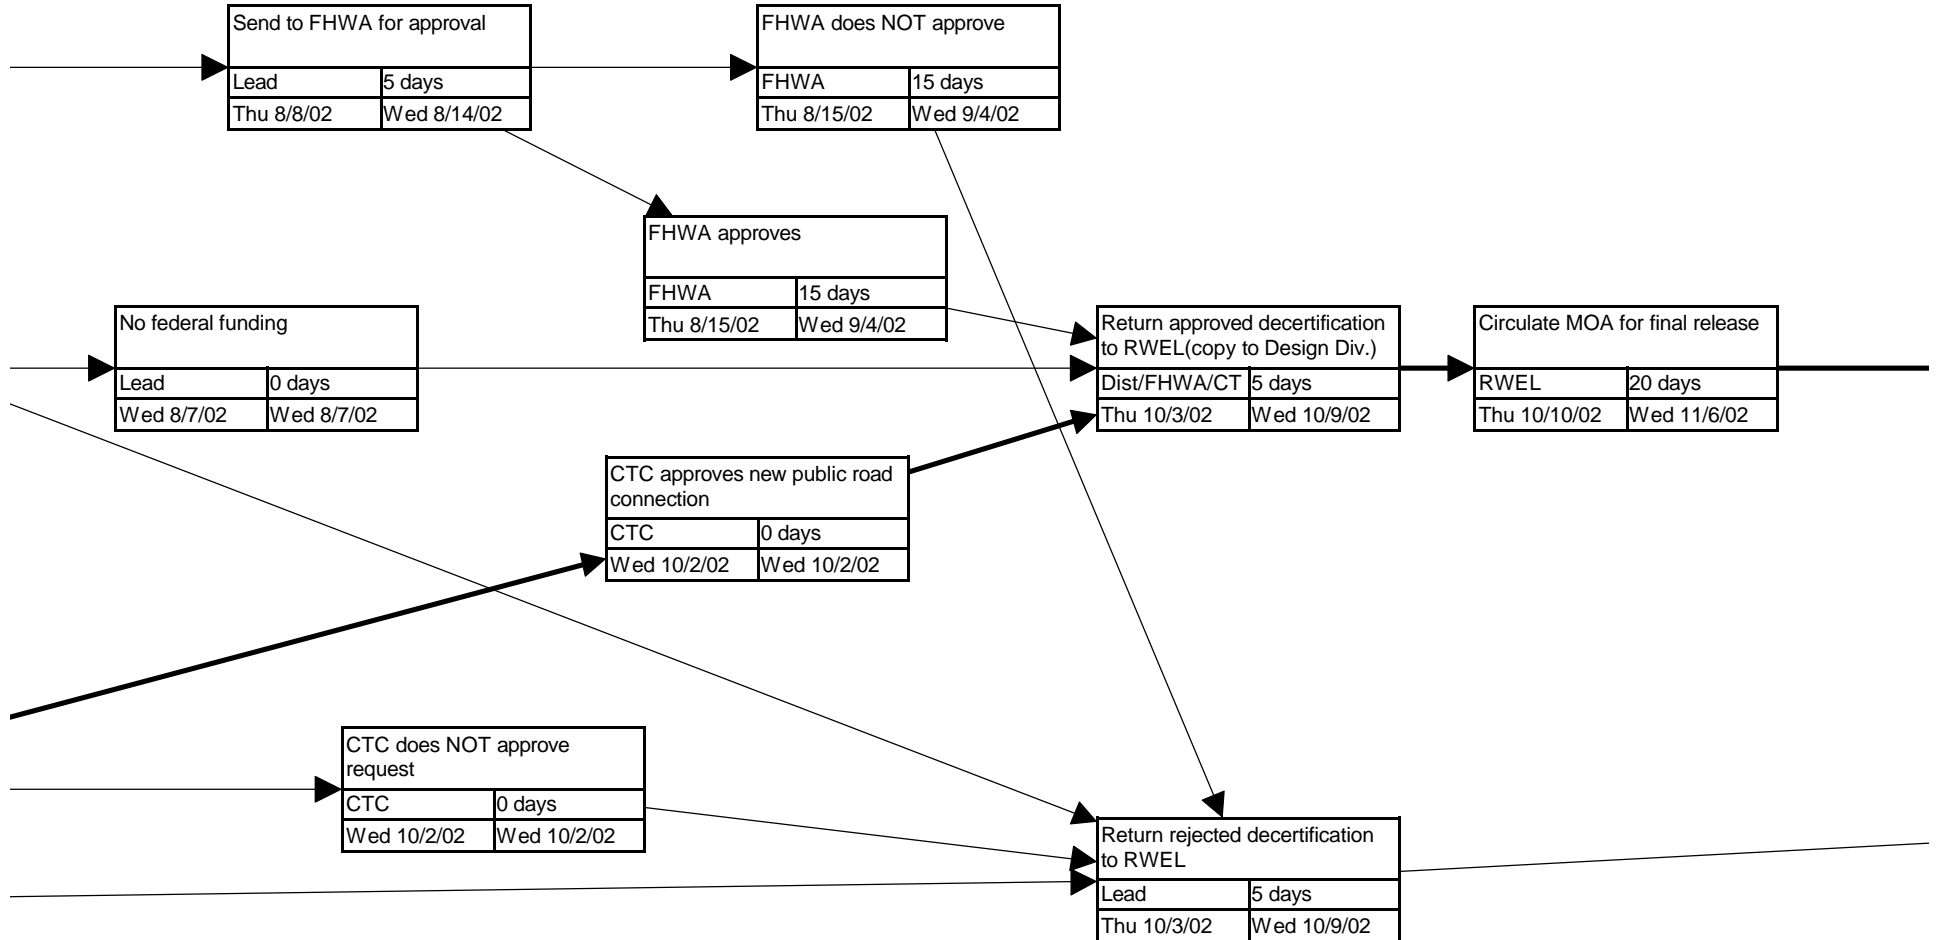 Send to FHWA for approval
Lead 5 days
Thu 8/8/02 Wed 8/14/02
FHWA does NOT approve
FHWA 15 days
Thu 8/15/02 Wed 9/4/02
FHWA approves
FHWA 15 days
Thu 8/15/02 Wed 9/4/02
No federal funding
Lead 0 days
Wed 8/7/02 Wed 8/7/02
Return approved decertification
to RWEL(copy to Design Div.)
Dist/FHWA/CT 5 days
Thu 10/3/02 Wed 10/9/02
Circulate MOA for final release
RWEL 20 days
Thu 10/10/02 Wed 11/6/02
CTC approves new public road
connection
CTC 0 days
Wed 10/2/02 Wed 10/2/02
CTC does NOT approve
request
CTC 0 days
Wed 10/2/02 Wed 10/2/02
Return rejected decertification
to RWEL
Lead 5 days
Thu 10/3/02 Wed 10/9/02